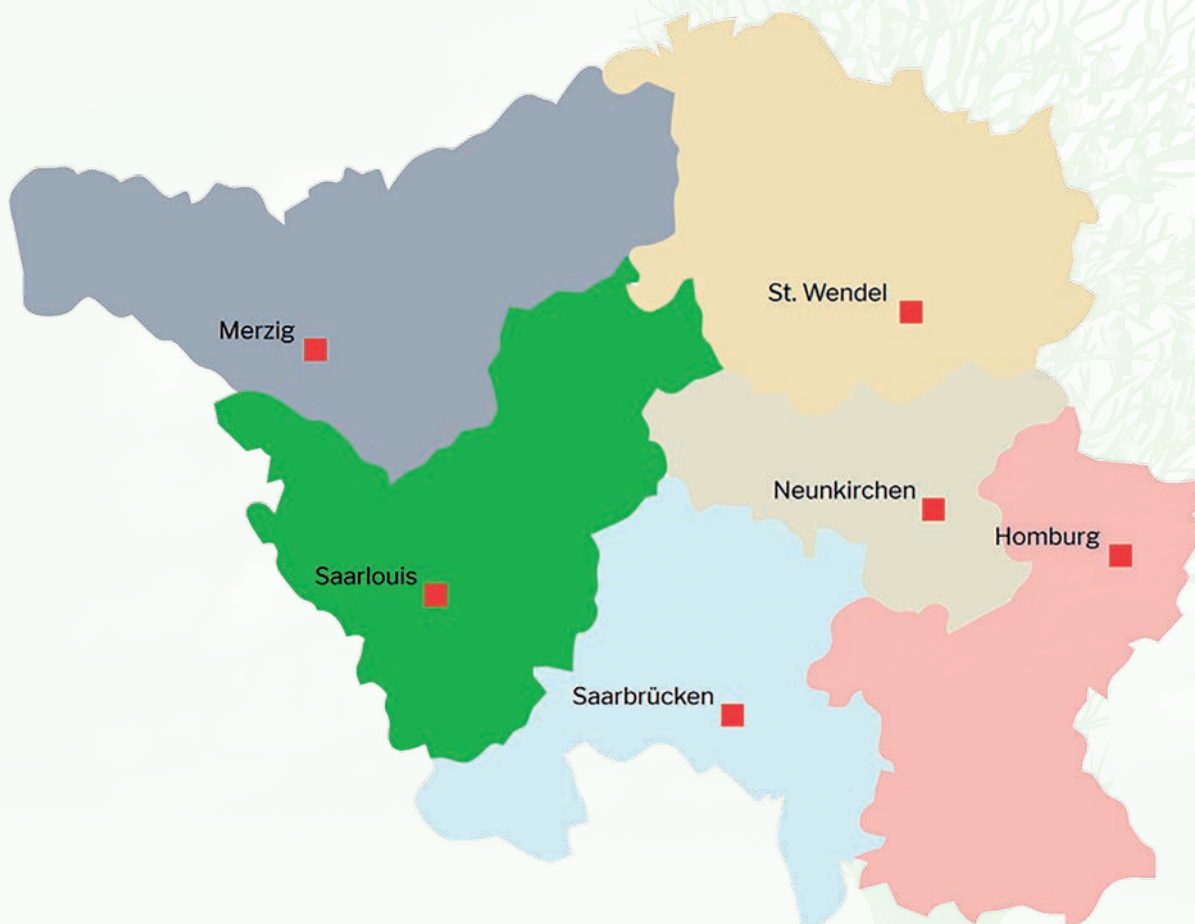 St. Wendel
Merzig
Neunkirchen
Homburg
Saarlouis
Saarbrücken